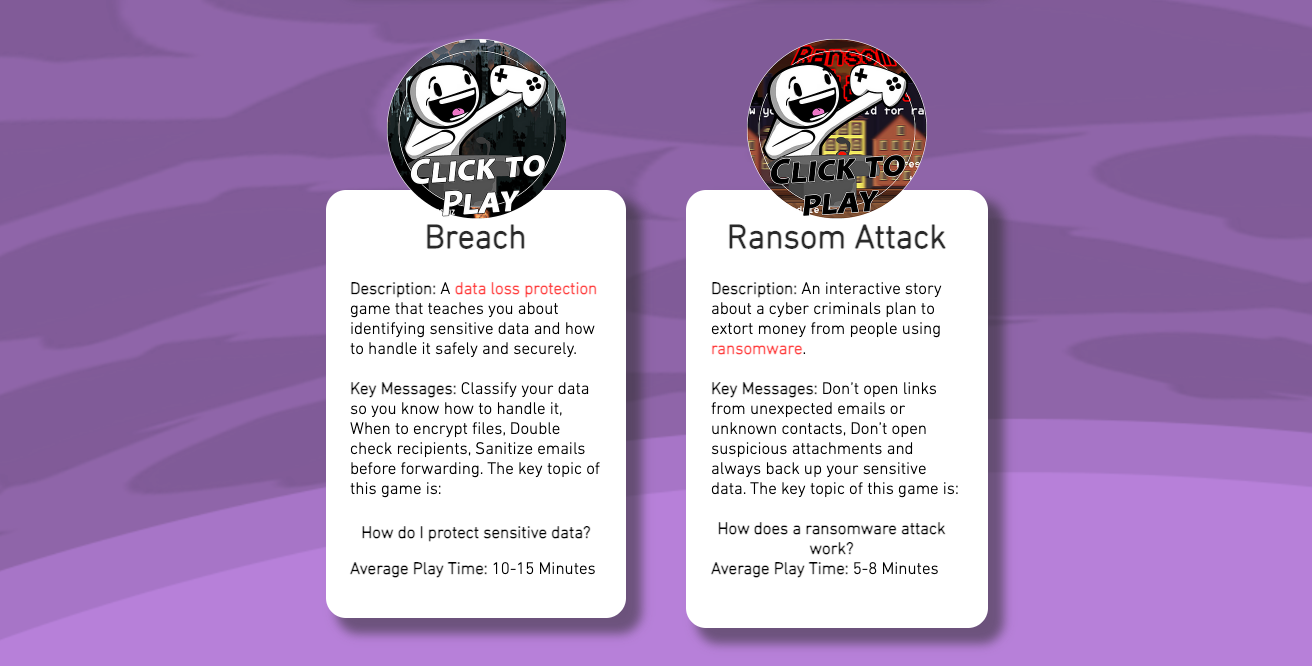 CLICK TO
PLAY
Breach
Description: A data loss protection
game that teaches you about
identifying sensitive data and how
to handle it safely and securely.
Key Messages: Classify your data
so you know how to handle it,
When to encrypt files, Double
check recipients, Sanitize emails
before forwarding. The key topic of
this game is:
How do I protect sensitive data?
Average Play Time: 10-15 Minutes
Ransom
CLICK TO
PLAY
Ransom Attack
Description: An interactive story
about a cyber criminals plan to
extort money from people using
ransomware.
Key Messages: Don’t open links
from unexpected emails or
unknown contacts, Don’t open
suspicious attachments and
always back up your sensitive
data. The key topic of this game is:
How does a ransomware attack
work?
Average Play Time: 5-8 Minutes